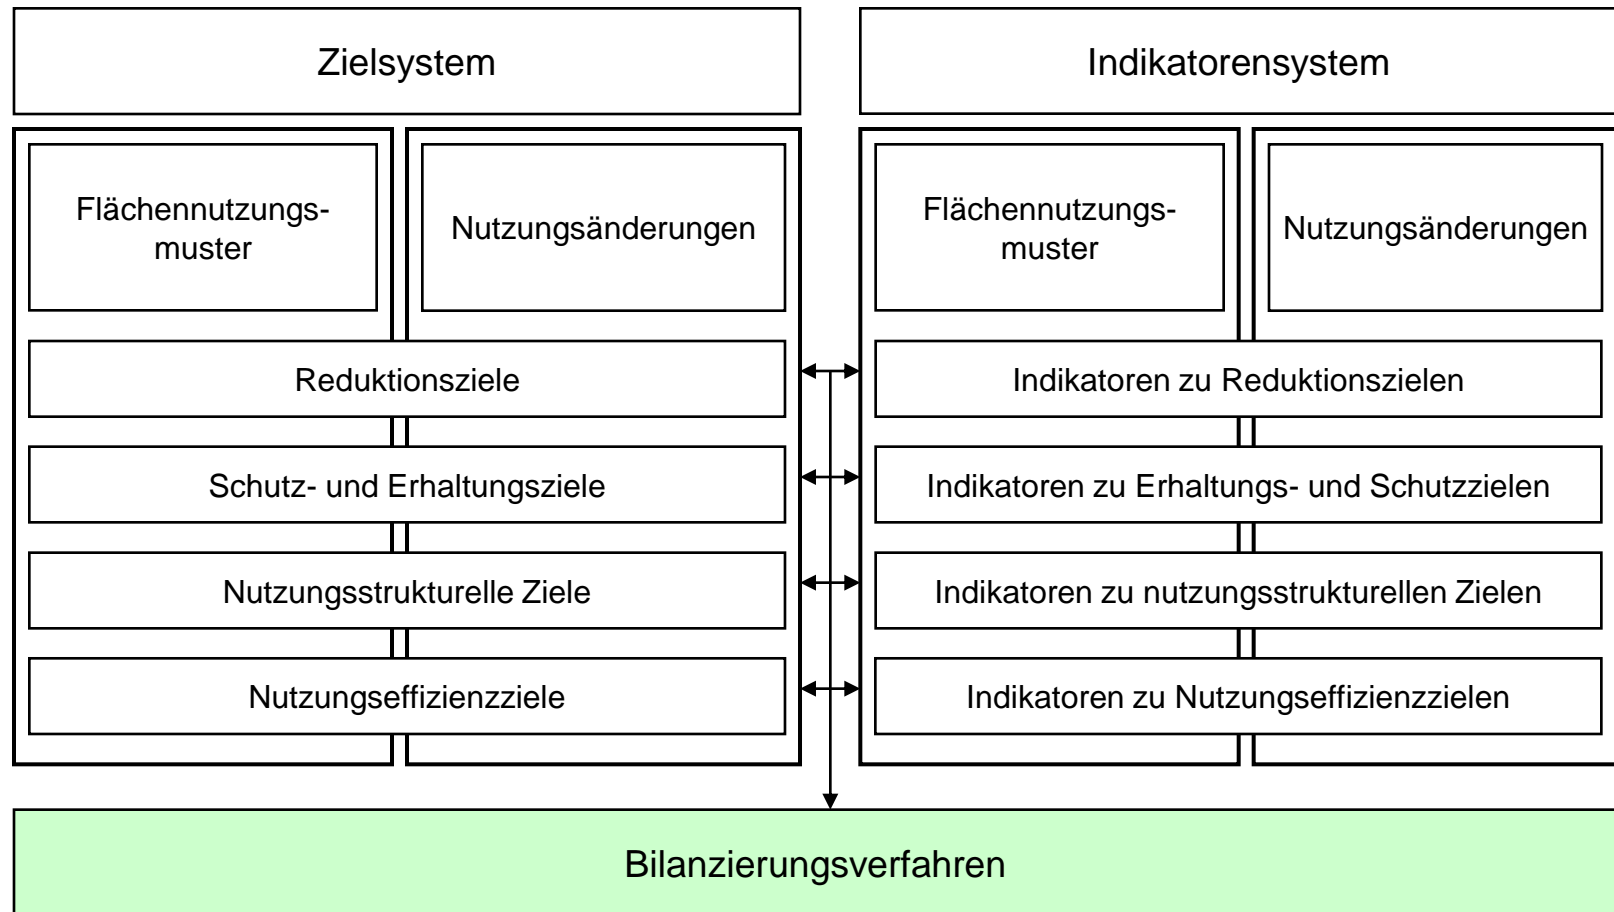 Zielsystem
Indikatorensystem
Flächennutzungs-
muster
Nutzungsänderungen
Flächennutzungs-
muster
Nutzungsänderungen
Reduktionsziele
Indikatoren zu Reduktionszielen
Schutz- und Erhaltungsziele
Indikatoren zu Erhaltungs- und Schutzzielen
Nutzungsstrukturelle Ziele
Indikatoren zu nutzungsstrukturellen Zielen
Nutzungseffizienzziele
Indikatoren zu Nutzungseffizienzzielen
Bilanzierungsverfahren